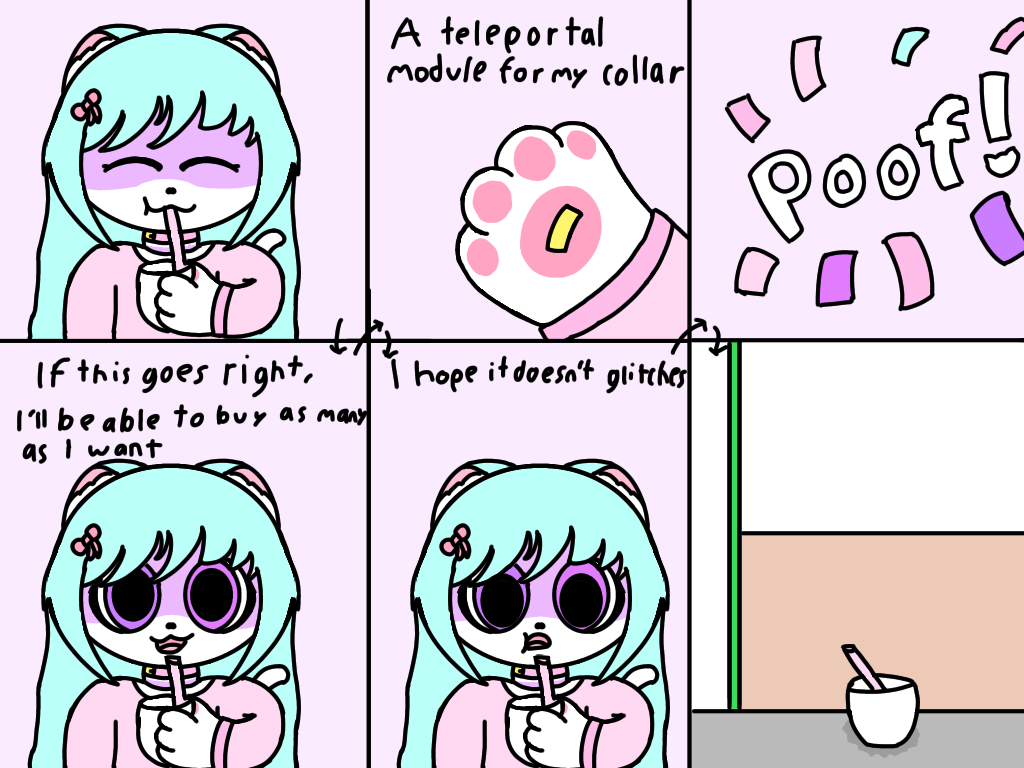 If this goes right,
I'll be able to buy as many
as I want
A teleportal
module for my collar
I hope it doesn't glitches
Poof!